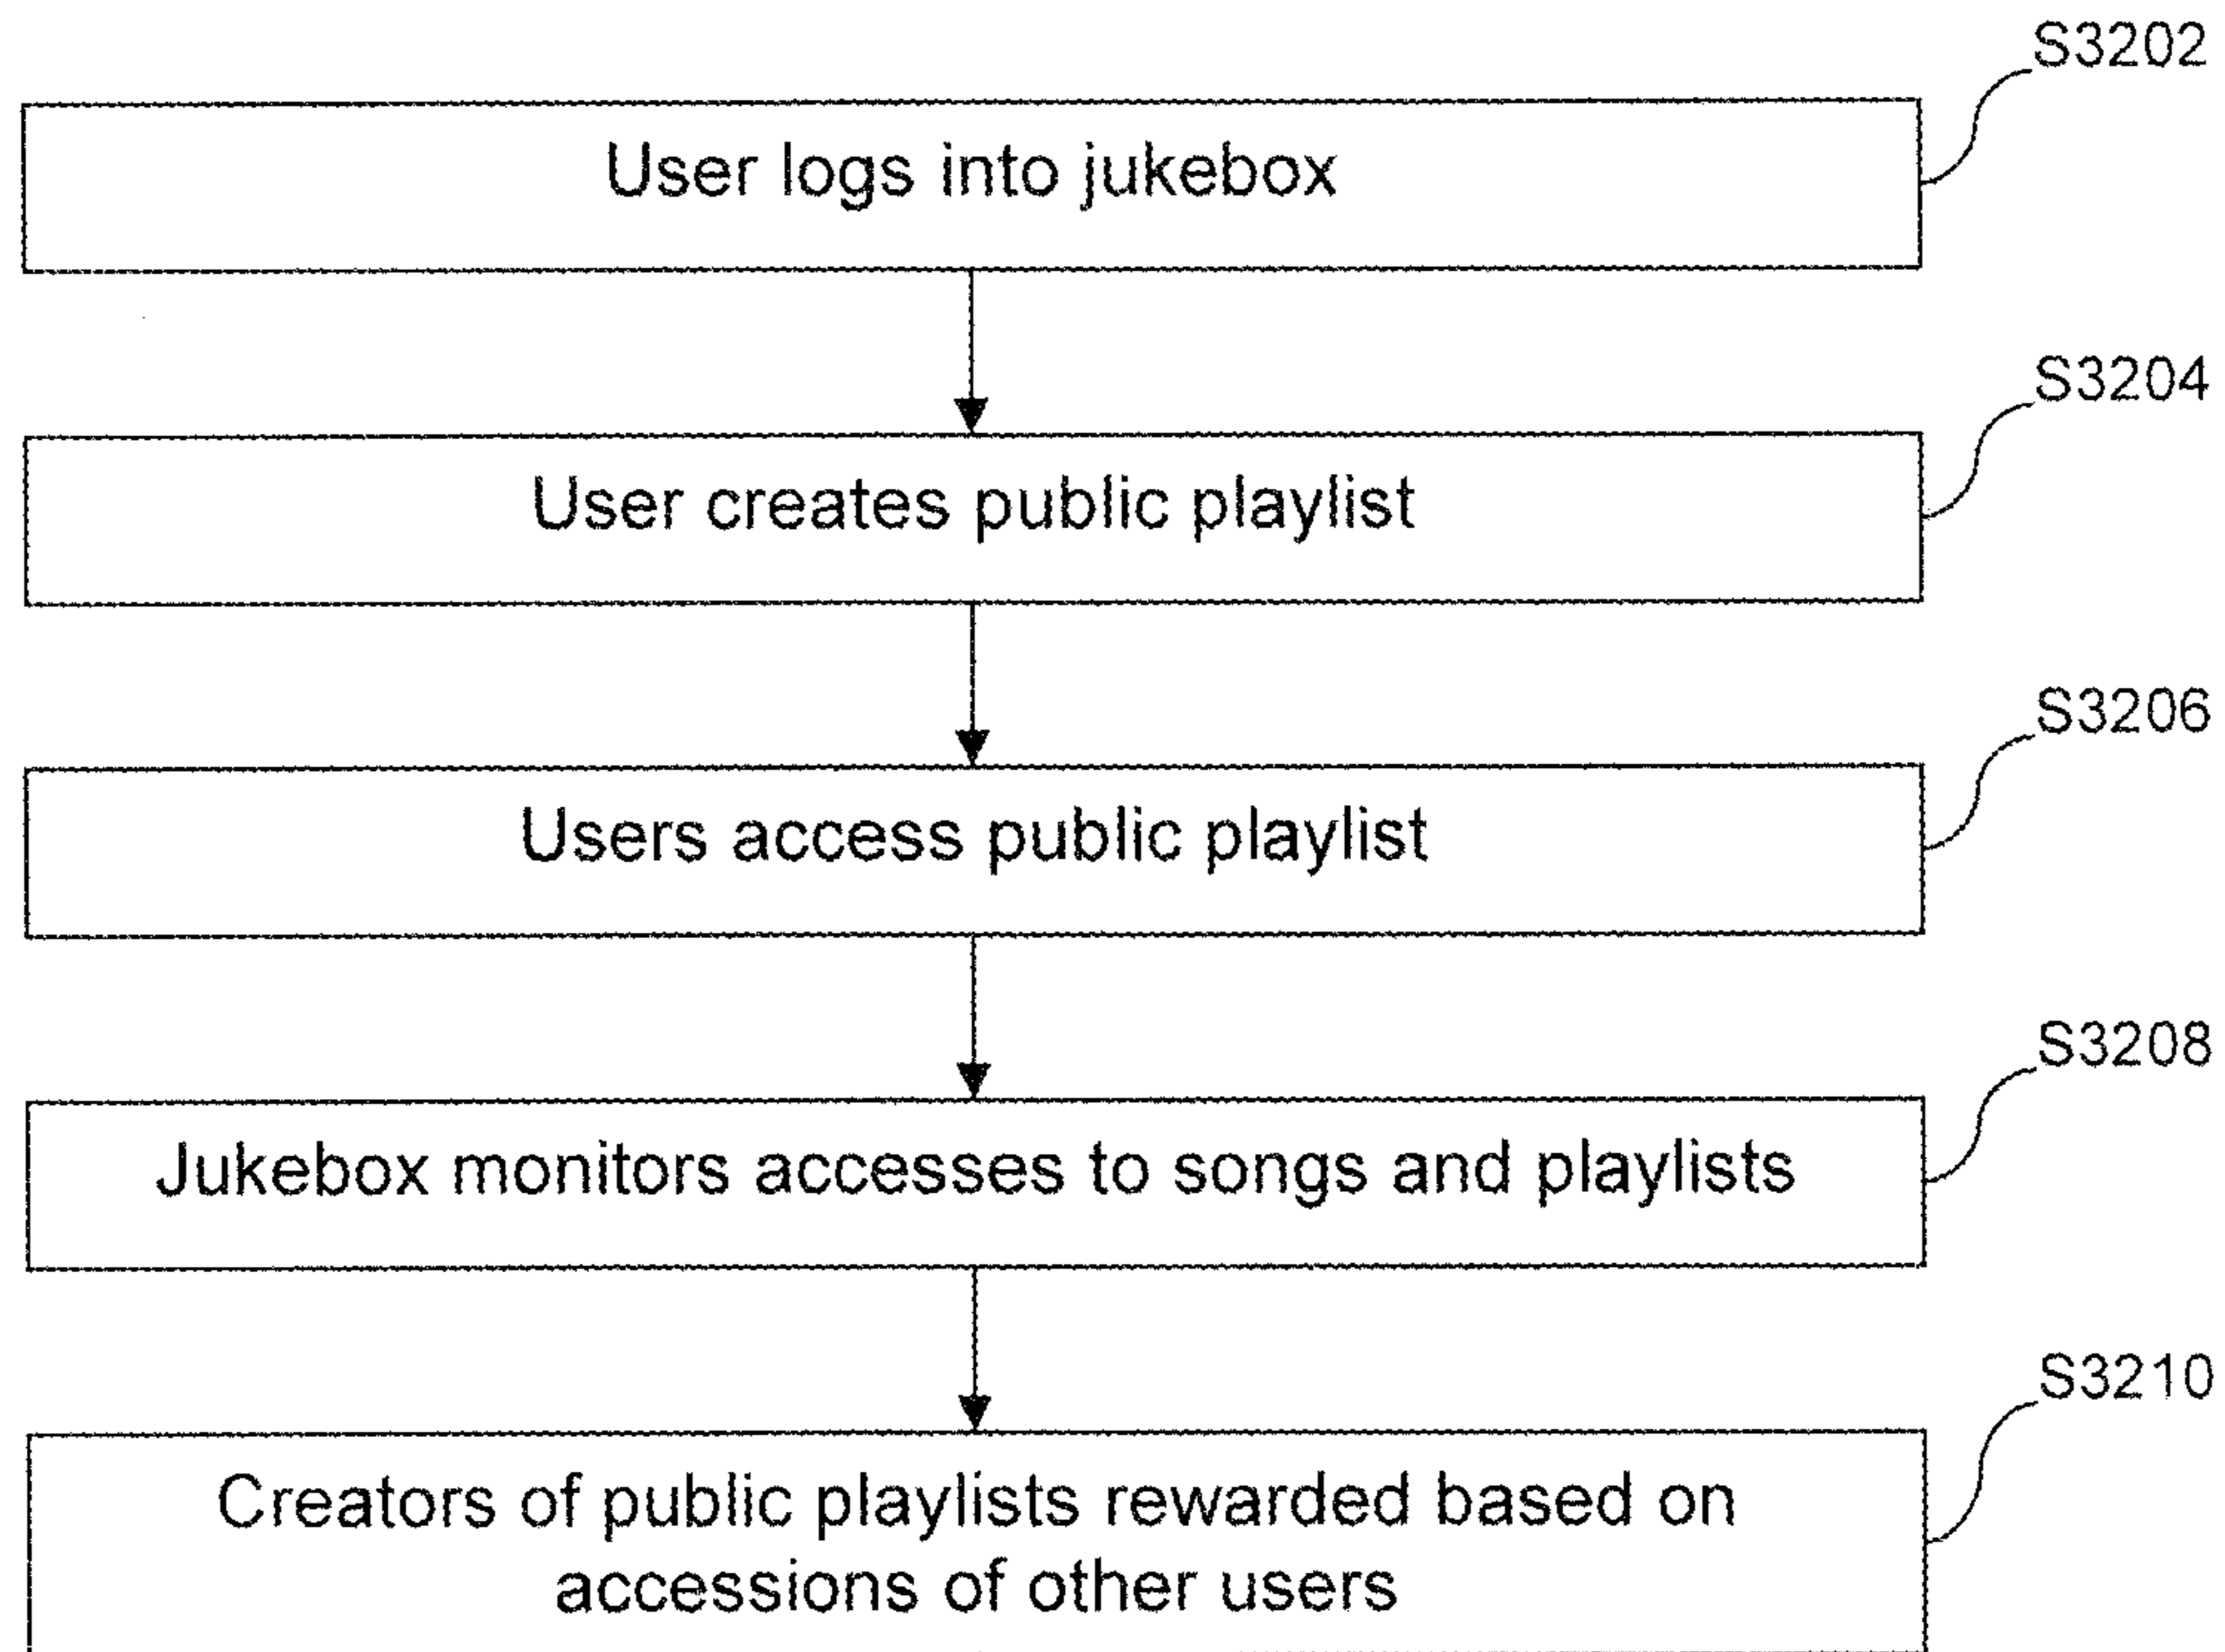 S3202
User logs into jukebox
S3204
User creates public playlist
S3206
Users access public playlist
S3208
Jukebox monitors accesses to songs and playlists
S3210
Creators of public playlists rewarded based on
accessions of other users